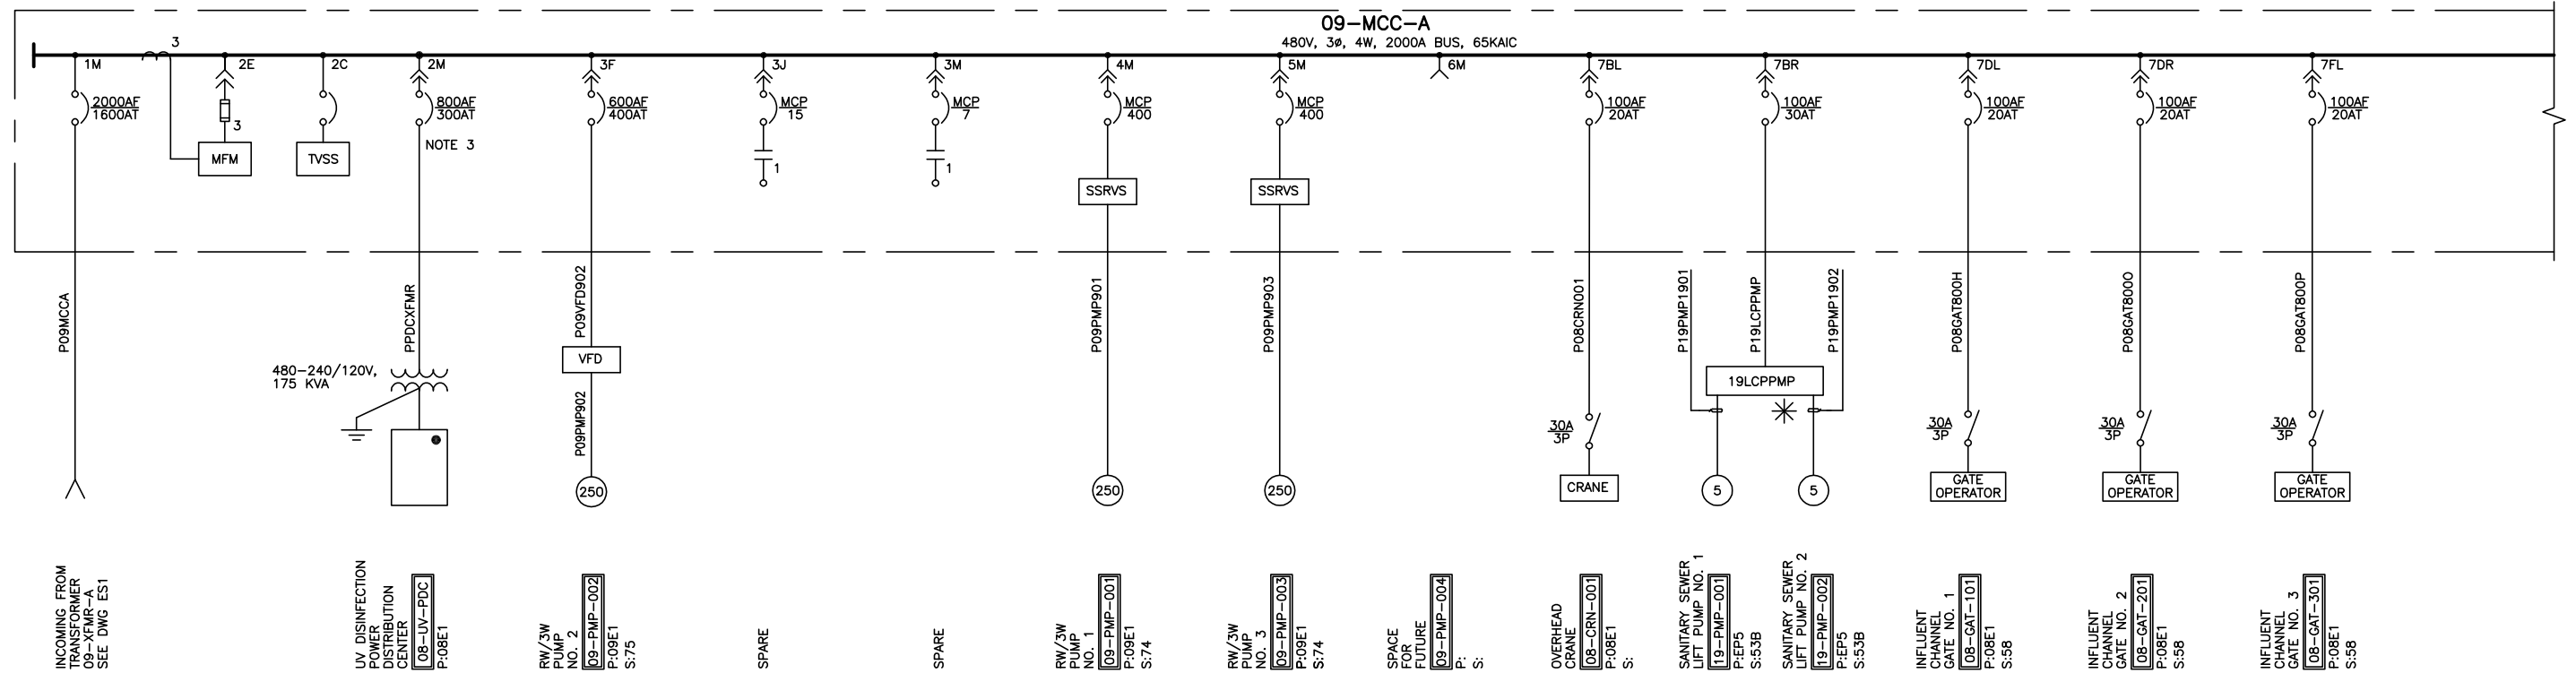 09-MCC-A
480V, 3ø, 4W, 2000A BUS, 65KAIC
1M
3
2E
2C
2M
3F
3J
3M
4M
5M
6M
7BL
7BR
7DL
7DR
7FL
2000AF
1600AT
3
MFM
TVSS
800AF
300AT
NOTE 3
600AF
400AT
MCP
15
1
MCP
7
1
MCP
400
SSRVS
MCP
400
SSRVS
100AF
20AT
100AF
30AT
100AF
20AT
100AF
20AT
100AF
20AT
P09MCCA
PPDCXFMR
P09VFD902
P09PMP901
P09PMP903
P08CRN001
P19PMP1901
P19LCPPMP
P19PMP1902
P08GAT800H
P08GAT800O
P08GAT800P
480-240/120V,
175 KVA
VFD
P09PMP902
19LCPPMP
30A
3P
30A
3P
30A
3P
30A
3P
250
250
250
CRANE
5
5
GATE
OPERATOR
GATE
OPERATOR
GATE
OPERATOR
INCOMING FROM
TRANSFORMER
09-XFMR-A
SEE DWG ES1
UV DISINFECTION
POWER
DISTRIBUTION
CENTER
08-UV-PDC
P:08E1
RW/3W
PUMP
NO. 2
09-PMP-002
P:09E1
S:75
SPARE
SPARE
RW/3W
PUMP
NO. 1
09-PMP-001
P:09E1
S:74
RW/3W
PUMP
NO. 3
09-PMP-003
P:09E1
S:74
SPACE
FOR
FUTURE
09-PMP-004
P:
S:
OVERHEAD
CRANE
08-CRN-001
P:08E1
S:
SANITARY SEWER
LIFT PUMP NO. 1
19-PMP-001
P:EP5
S:53B
SANITARY SEWER
LIFT PUMP NO. 2
19-PMP-002
P:EP5
S:53B
INFLUENT
CHANNEL
GATE NO. 1
08-GAT-101
P:08E1
S:58
INFLUENT
CHANNEL
GATE NO. 2
08-GAT-201
P:08E1
S:58
INFLUENT
CHANNEL
GATE NO. 3
08-GAT-301
P:08E1
S:58